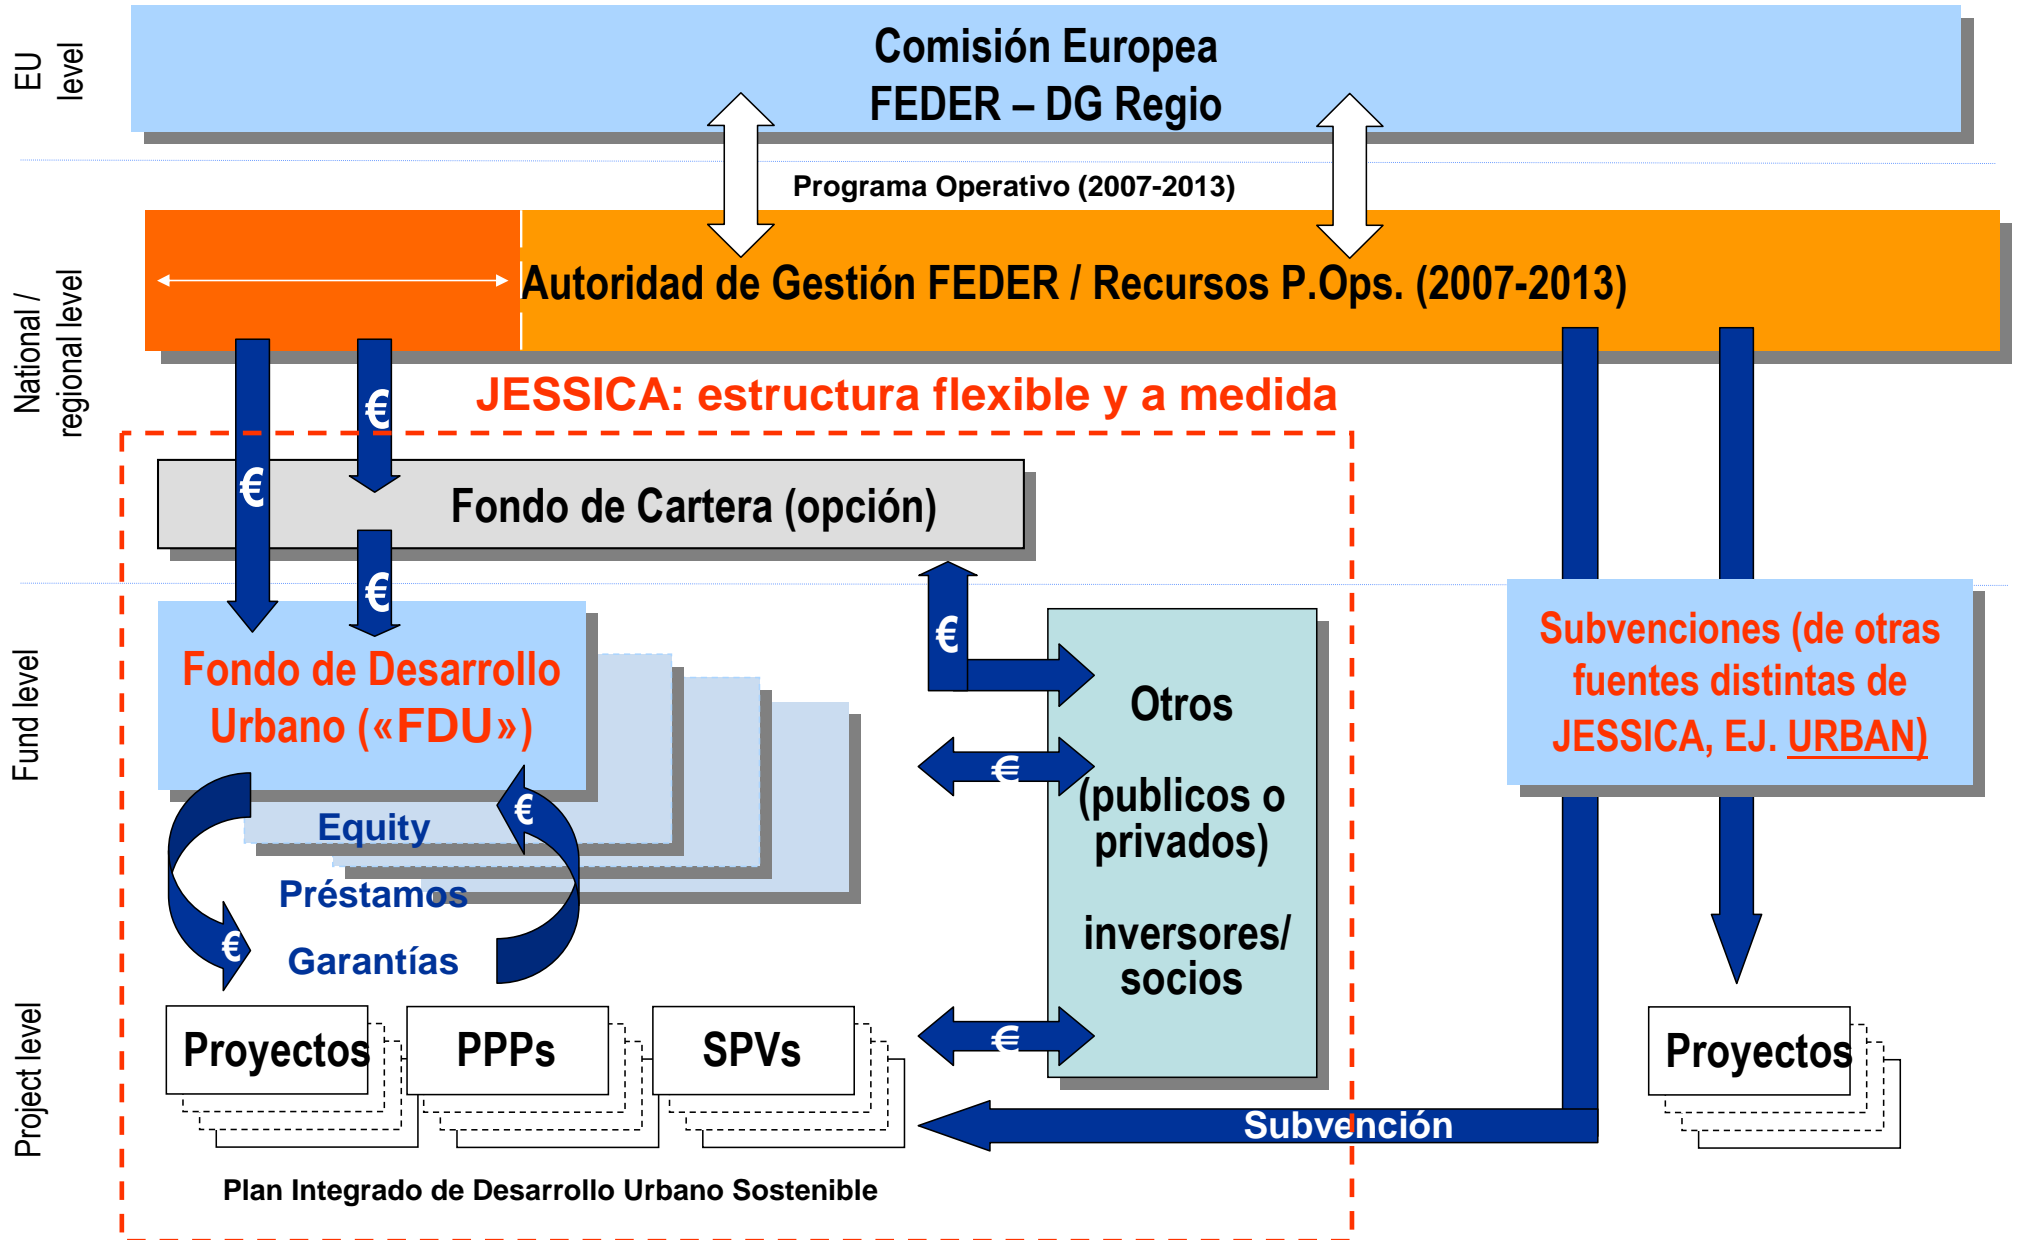 EU
level
Comisión Europea
FEDER – DG Regio
Programa Operativo (2007-2013)
National /
regional level
Autoridad de Gestión FEDER / Recursos P.Ops. (2007-2013)
€
€
JESSICA: estructura flexible y a medida
Fondo de Cartera (opción)
€
Fund level
Fondo de Desarrollo
Urbano («FDU»)
€
€
Otros
(publicos o
privados)
inversores/
socios
Subvenciones (de otras
fuentes distintas de
JESSICA, EJ. URBAN)
Equity
€
Préstamos
€
Garantías
Project level
Proyectos
PPPs
SPVs
€
Proyectos
Subvención
Plan Integrado de Desarrollo Urbano Sostenible